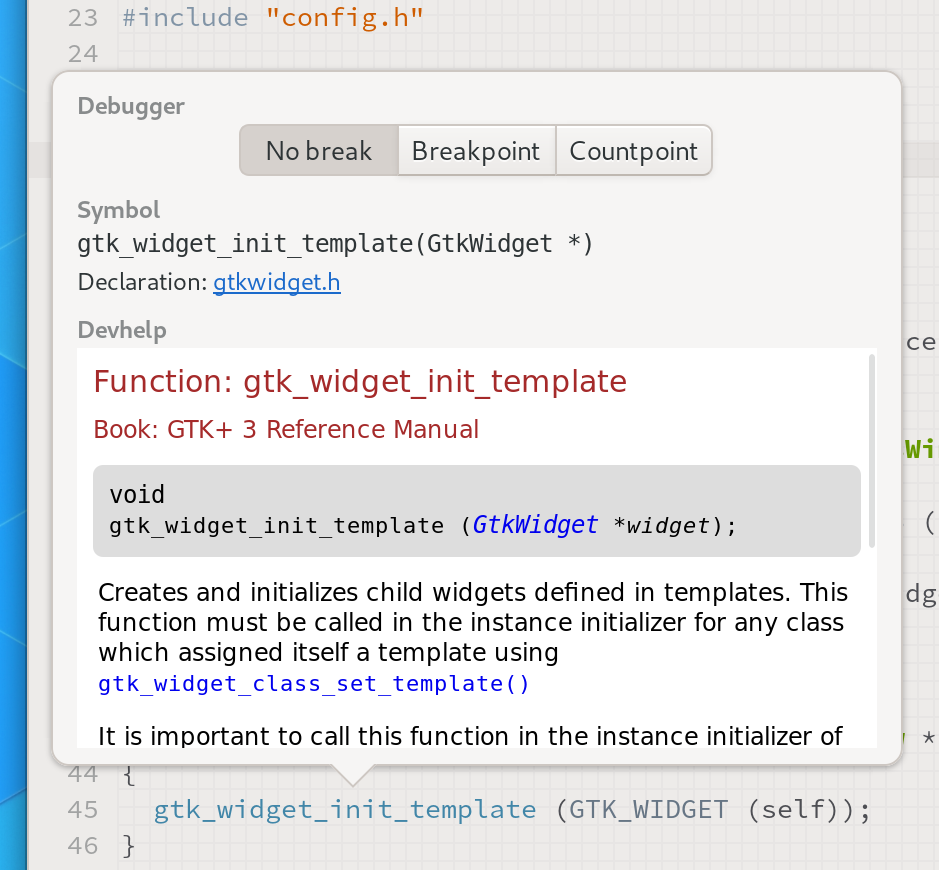 23 #include "config.h"
24
Debugger
No break Breakpoint Countpoint
Symbol
gtk_widget_init_template(GtkWidget *)
Declaration: gtkwidget.h
Devhelp
Function: gtk_widget_init_template
Book: GTK+ 3 Reference Manual
void
gtk_widget_init_template (GtkWidget *widget);
Creates and initializes child widgets defined in templates. This
function must be called in the instance initializer for any class
which assigned itself a template using
gtk_widget_class_set_template()
It is important to call this function in the instance initializer of
ce
Wi
(
dg
*
44 {
45 gtk_widget_init_template (GTK_WIDGET (self));
46 }